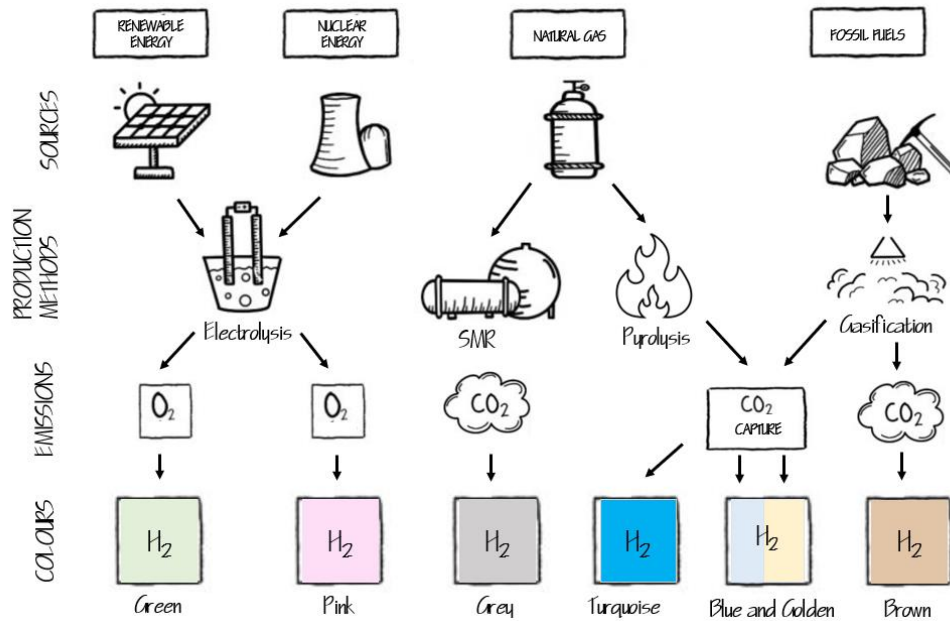 RENEWABLE
ENERGY
NUCLEAR
ENERGY
NATURAL GAS
FOSSIL FUELS
SOURCES
PRODUCTION
METHODS
Electrolysis
SMR
Pyrolysis
Gasification
EMISSIONS
O₂
O₂
CO₂
CO₂
CAPTURE
CO₂
COLOURS
H₂
H₂
H₂
H₂
H₂
H₂
Green
Pink
Grey
Turquoise
Blue and Golden
Brown